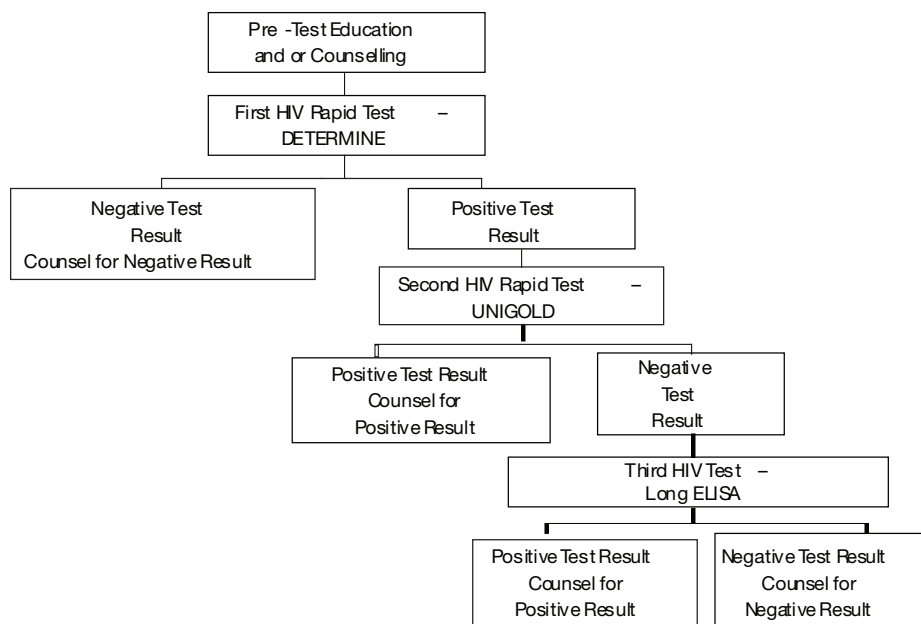 Pre -Test Education
and or Counselling
First HIV Rapid Test –
DETERMINE
Negative Test
Result
Counsel for Negative Result
Positive Test
Result
Second HIV Rapid Test –
UNIGOLD
Positive Test Result
Counsel for
Positive Result
Negative
Test
Result
Third HIV Test –
Long ELISA
Positive Test Result
Counsel for
Positive Result
Negative Test Result
Counsel for
Negative Result